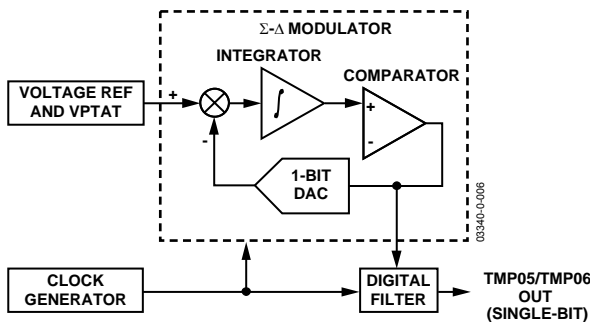 Σ-Δ MODULATOR
INTEGRATOR
COMPARATOR
VOLTAGE REF
AND VPTAT
+
+
-
∫
+
-
1-BIT
DAC
03340-0-006
CLOCK
GENERATOR
DIGITAL
FILTER
TMP05/TMP06
OUT
(SINGLE-BIT)